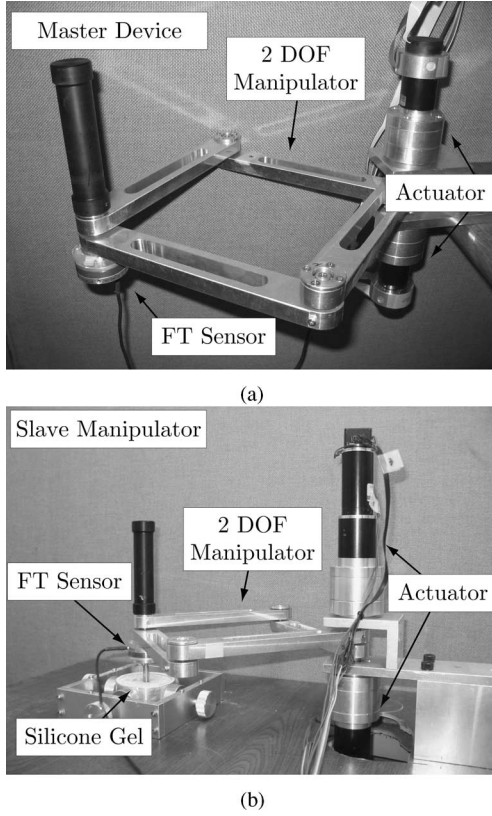 Master Device
2 DOF
Manipulator
Actuator
FT Sensor
(a)
Slave Manipulator
2 DOF
Manipulator
FT Sensor
Actuator
Silicone Gel
(b)